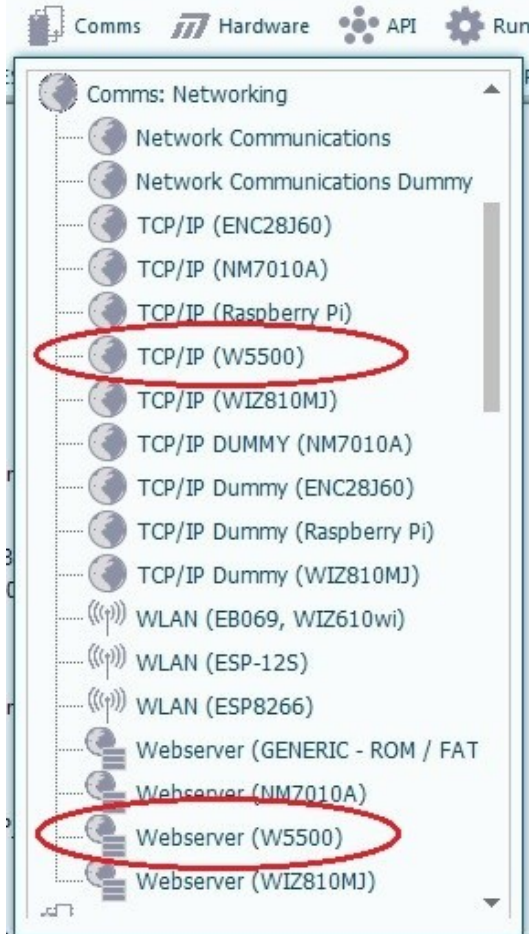 Comms Hardware API Run
Comms: Networking
Network Communications
Network Communications Dummy
TCP/IP (ENC28J60)
TCP/IP (NM7010A)
TCP/IP (Raspberry Pi)
TCP/IP (W5500)
TCP/IP (WIZ810MJ)
TCP/IP DUMMY (NM7010A)
TCP/IP Dummy (ENC28J60)
TCP/IP Dummy (Raspberry Pi)
TCP/IP Dummy (WIZ810MJ)
WLAN (EB069, WIZ610wi)
WLAN (ESP-12S)
WLAN (ESP8266)
Webserver (GENERIC - ROM / FAT
Webserver (NM7010A)
Webserver (W5500)
Webserver (WIZ810MJ)